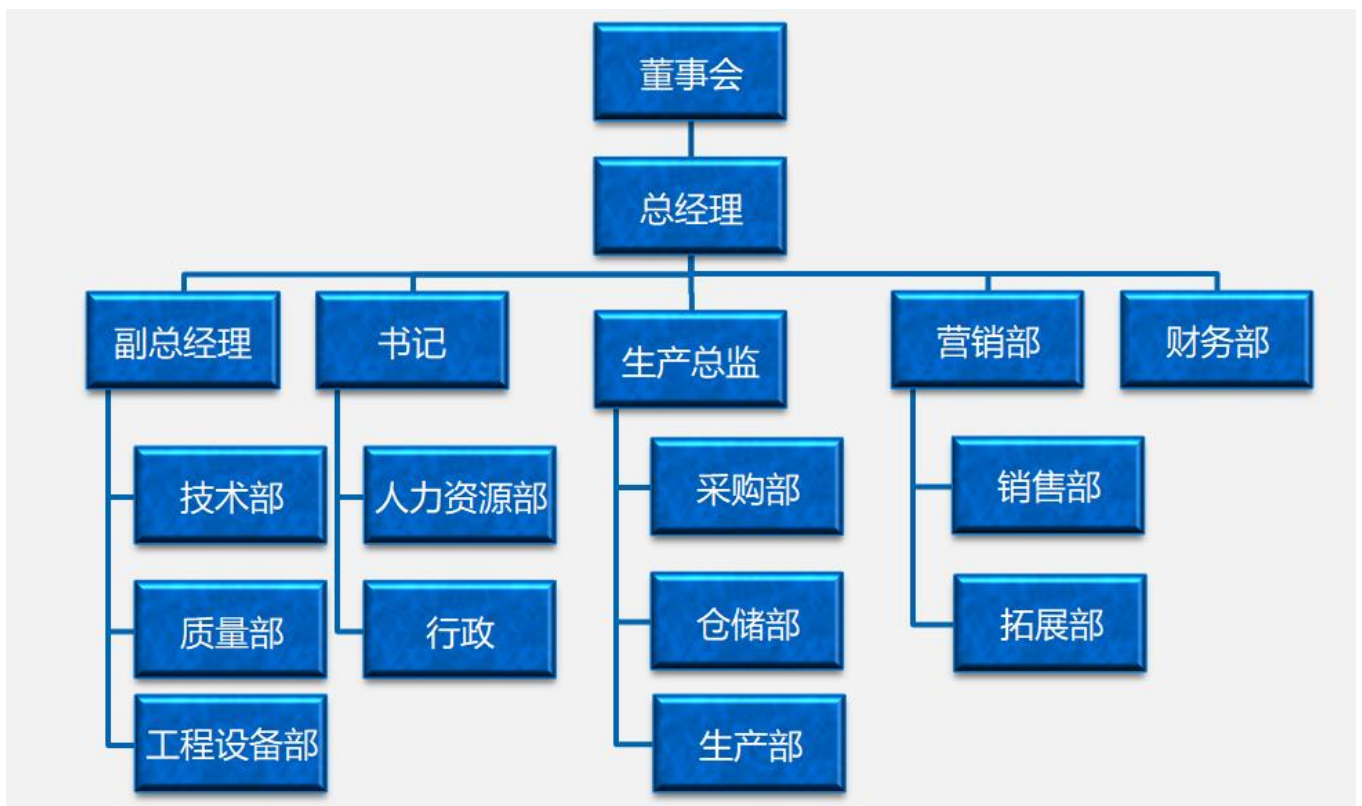 董事会
总经理
副总经理
书记
生产总监
营销部
财务部
技术部
人力资源部
采购部
销售部
质量部
行政
仓储部
拓展部
工程设备部
生产部